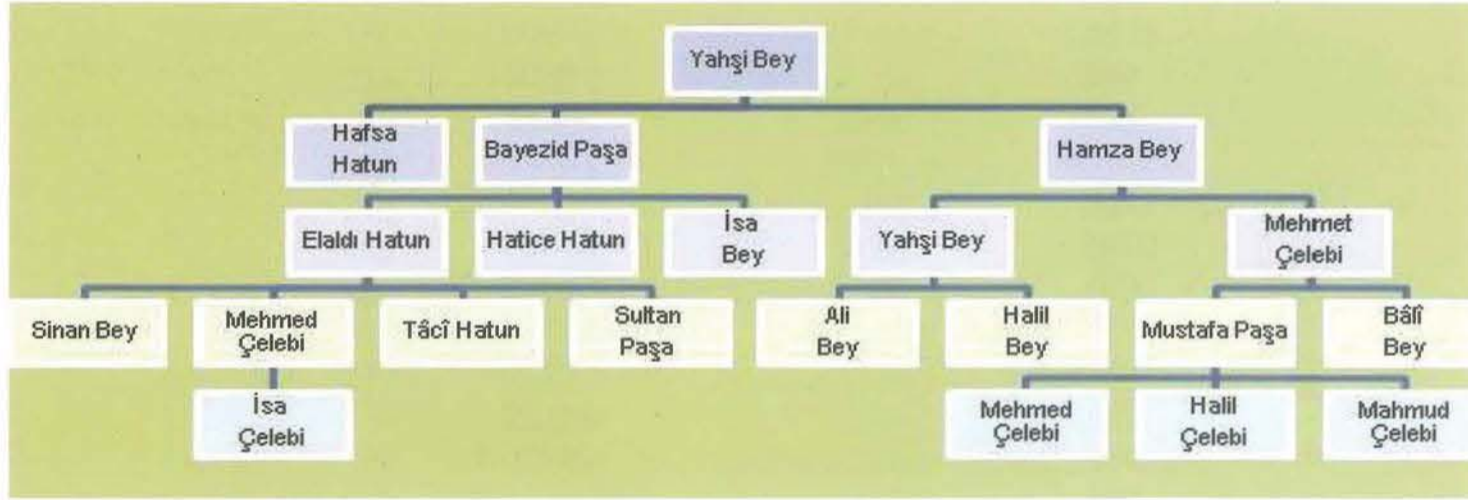 Yahşi Bey
Hafsa
Hatun
Bayezid Paşa
Hamza Bey
Elaldı Hatun
Hatice Hatun
İsa
Bey
Yahşi Bey
Mehmet
Çelebi
Sinan Bey
Mehmed
Çelebi
Tâcî Hatun
Sultan
Paşa
Ali
Bey
Halil
Bey
Mustafa Paşa
Bâlî
Bey
İsa
Çelebi
Mehmed
Çelebi
Halil
Çelebi
Mahmud
Çelebi